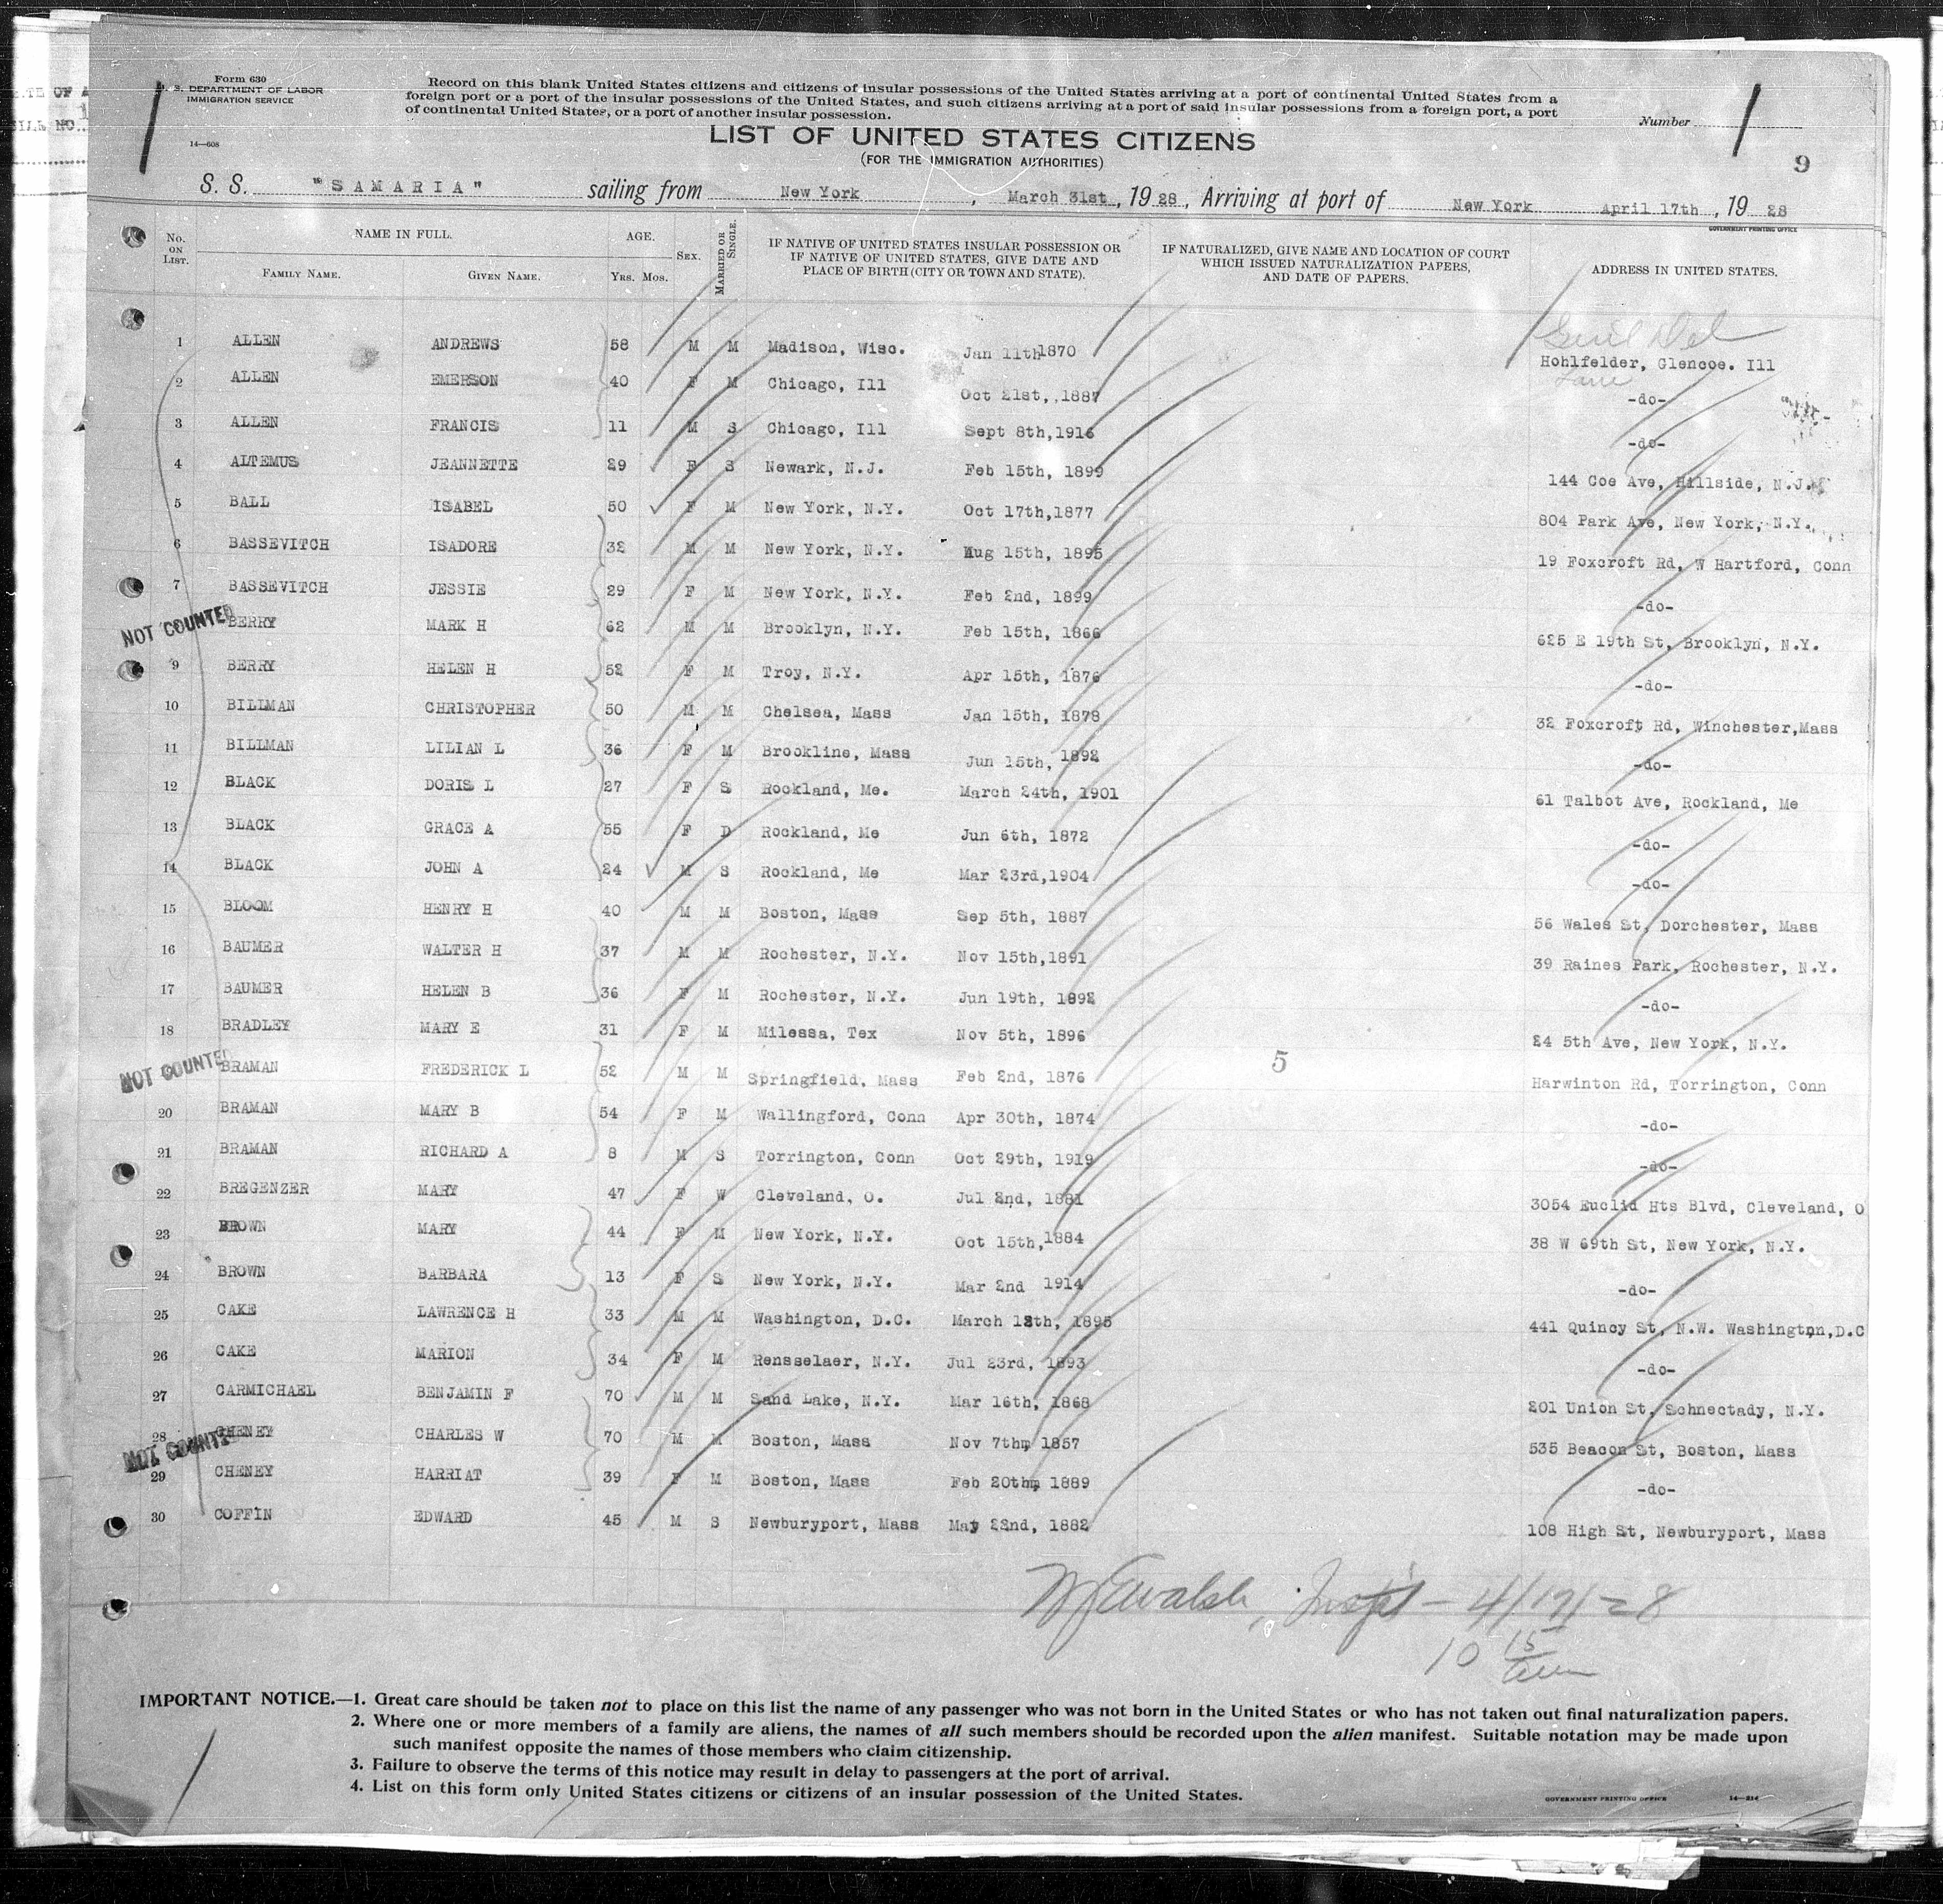 Form 630
U. S. DEPARTMENT OF LABOR
IMMIGRATION SERVICE
14—608
Record on this blank United States citizens and citizens of insular possessions of the United States arriving at a port of continental United States from a
foreign port or a port of the insular possessions of the United States, and such citizens arriving at a port of said insular possessions from a foreign port, a port
of continental United States, or a port of another insular possession.
Number
LIST OF UNITED STATES CITIZENS
(FOR THE IMMIGRATION AUTHORITIES)
9
S. S. "SAMARIA" sailing from New York, March 31st, 1928, Arriving at port of New York April 17th, 1928
GOVERNMENT PRINTING OFFICE
No. ON LIST. NAME IN FULL. FAMILY NAME. GIVEN NAME. AGE. Yrs. Mos. SEX. MARRIED OR SINGLE. IF NATIVE OF UNITED STATES INSULAR POSSESSION OR IF NATIVE OF UNITED STATES, GIVE DATE AND PLACE OF BIRTH (CITY OR TOWN AND STATE). IF NATURALIZED, GIVE NAME AND LOCATION OF COURT WHICH ISSUED NATURALIZATION PAPERS, AND DATE OF PAPERS. ADDRESS IN UNITED STATES.
1 ALLEN ANDREWS 58 M M Madison, Wisc. Jan 11th 1870 Hohlfelder, Glencoe. Ill
2 ALLEN EMERSON 40 F M Chicago, Ill Oct 21st, 1887 -do-
3 ALLEN FRANCIS 11 M S Chicago, Ill Sept 8th,1916 -do-
4 ALTEMUS JEANNETTE 29 F S Newark, N.J. Feb 15th, 1899 144 Coe Ave, Hillside, N.J.
5 BALL ISABEL 50 F M New York, N.Y. Oct 17th,1877 804 Park Ave, New York, N.Y.
6 BASSEVITCH ISADORE 32 M M New York, N.Y. Aug 15th, 1895 19 Foxcroft Rd, W Hartford, Conn
7 BASSEVITCH JESSIE 29 F M New York, N.Y. Feb 2nd, 1899 -do-
NOT COUNTED BERRY MARK H 62 M M Brooklyn, N.Y. Feb 15th, 1866 625 E 19th St, Brooklyn, N.Y.
9 BERRY HELEN H 52 F M Troy, N.Y. Apr 15th, 1876 -do-
10 BILLMAN CHRISTOPHER 50 M M Chelsea, Mass Jan 15th, 1878 32 Foxcroft Rd, Winchester,Mass
11 BILLMAN LILIAN L 36 F M Brookline, Mass Jun 15th, 1892 -do-
12 BLACK DORIS L 27 F S Rockland, Me. March 24th, 1901 61 Talbot Ave, Rockland, Me
13 BLACK GRACE A 55 F D Rockland, Me Jun 6th, 1872 -do-
14 BLACK JOHN A 24 M S Rockland, Me Mar 23rd,1904 -do-
15 BLOOM HENRY H 40 M M Boston, Mass Sep 5th, 1887 56 Wales St, Dorchester, Mass
16 BAUMER WALTER H 37 M M Rochester, N.Y. Nov 15th,1891 39 Raines Park, Rochester, N.Y.
17 BAUMER HELEN B 36 F M Rochester, N.Y. Jun 19th, 1892 -do-
18 BRADLEY MARY E 31 F M Milessa, Tex Nov 5th, 1896 24 5th Ave, New York, N.Y.
5
NOT COUNTED BRAMAN FREDERICK L 52 M M Springfield, Mass Feb 2nd, 1876 Harwinton Rd, Torrington, Conn
20 BRAMAN MARY B 54 F M Wallingford, Conn Apr 30th, 1874 -do-
21 BRAMAN RICHARD A 8 M S Torrington, Conn Oct 29th, 1919 -do-
22 BREGENZER MARY 47 F W Cleveland, O. Jul 2nd, 1881 3054 Euclid Hts Blvd, Cleveland, O
23 BROWN MARY 44 F M New York, N.Y. Oct 15th,1884 38 W 69th St, New York, N.Y.
24 BROWN BARBARA 13 F S New York, N.Y. Mar 2nd 1914 -do-
25 CAKE LAWRENCE H 33 M M Washington, D.C. March 1th, 1895 441 Quincy St, N.W. Washingtn,D.C
26 CAKE MARION 34 F M Rensselaer, N.Y. Jul 23rd, 1893 -do-
27 CARMICHAEL BENJAMIN F 70 M M Sand Lake, N.Y. Mar 16th, 1868 201 Union St, Schnectady, N.Y.
28 NOT COUNTED CHENEY CHARLES W 70 M M Boston, Mass Nov 7th, 1857 535 Beacon St, Boston, Mass
29 CHENEY HARRIAT 39 F M Boston, Mass Feb 20th, 1889 -do-
30 COFFIN EDWARD 45 M S Newburyport, Mass May 22nd, 1882 108 High St, Newburyport, Mass
Walsh, Insp't - 4/17/28
10 15 am
IMPORTANT NOTICE.—1. Great care should be taken not to place on this list the name of any passenger who was not born in the United States or who has not taken out final naturalization papers.
2. Where one or more members of a family are aliens, the names of all such members should be recorded upon the alien manifest. Suitable notation may be made upon
such manifest opposite the names of those members who claim citizenship.
3. Failure to observe the terms of this notice may result in delay to passengers at the port of arrival.
4. List on this form only United States citizens or citizens of an insular possession of the United States.
GOVERNMENT PRINTING OFFICE 14—214